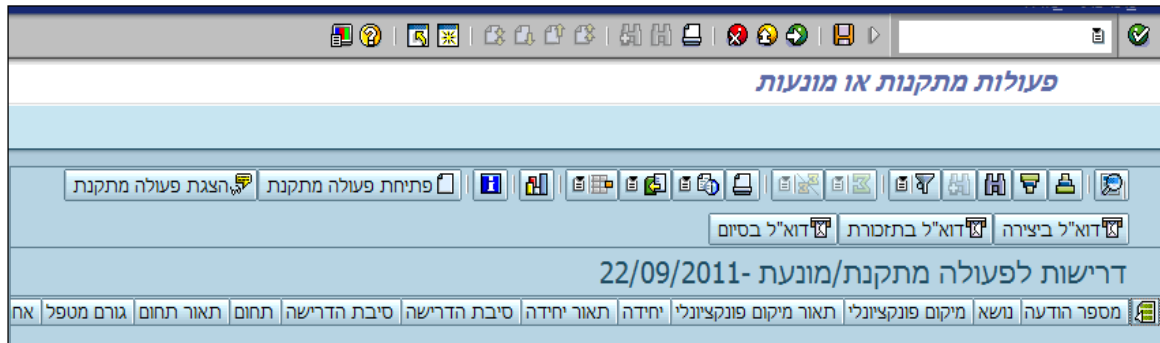 פעולות מתקנות או מונעות
פתיחת פעולה מתקנת הצגת פעולה מתקנת
דוא"ל ביצירה דוא"ל בתזכורת דוא"ל בסיום
דרישות לפעולה מתקנת/מונעת -22/09/2011
מספר הודעה נושא מיקום פונקציונלי תאור מיקום פונקציונלי יחידה תאור יחידה סיבת הדרישה סיבת הדרישה תחום תאור תחום גורם מטפל אח